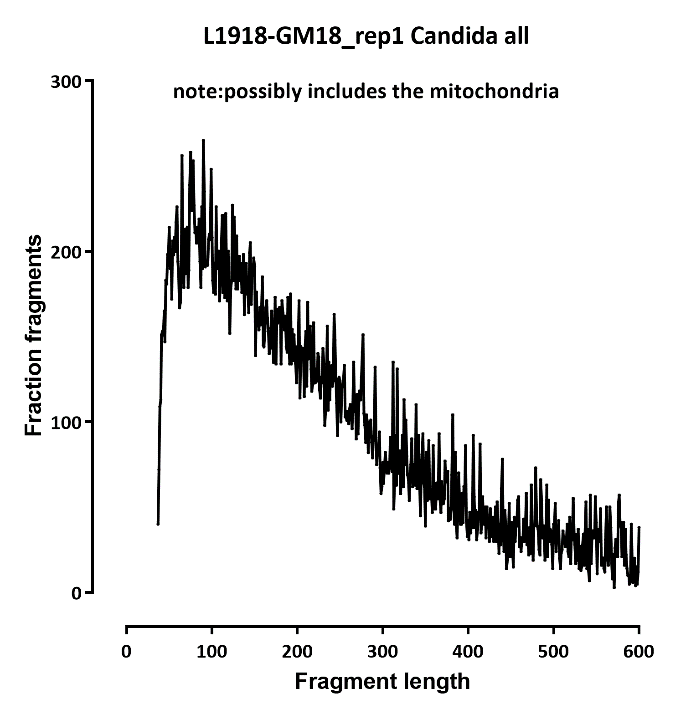 L1918-GM18_rep1 Candida all
note:possibly includes the mitochondria
300
200
100
0
Fraction fragments
0 100 200 300 400 500 600
Fragment length